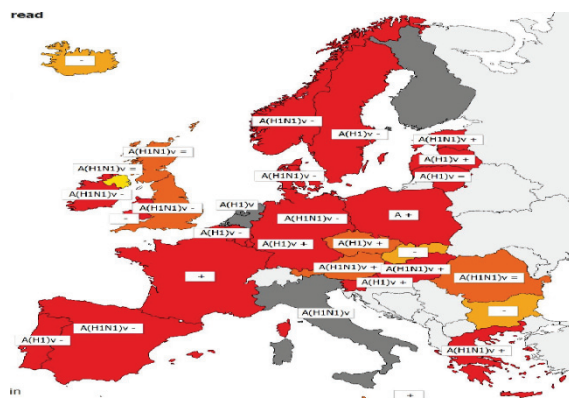 read
-
A(H1N1)v =
A(H1N1)v =
A(H1N1)v -
-
A(H1N1)v -
A(H1N1)v -
A(H1)v -
A(H1N1)v +
A(H1)v +
A(H1)v =
A(H1N1)v -
A(H1)v
A(H1)v -
A(H1N1)v -
A(H1)v +
A +
A(H1)v +
-
A(H1N1)v +
A(H1N1)v +
A(H1)v +
A(H1N1)v =
-
+
A(H1N1)v
A(H1N1)v -
A(H1)v -
A(H1N1)v +
in
+